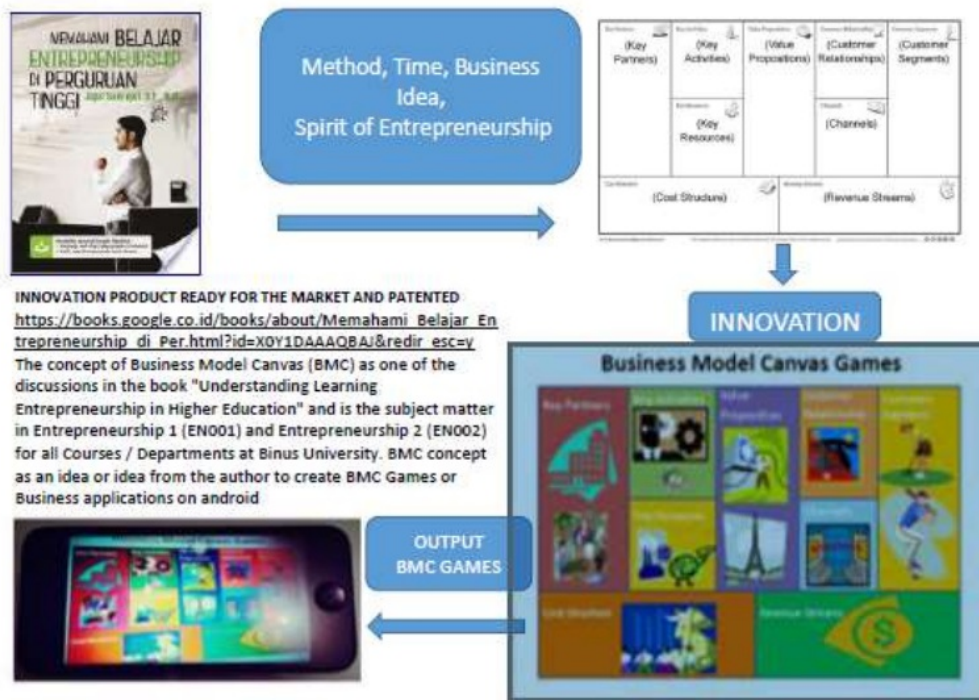 MEMAHAMI BELAJAR
ENTREPRENEURSHIP
DI PERGURUAN
TINGGI
Method, Time, Business
Idea,
Spirit of Entrepreneurship
(Key
Partners)
(Key
Activities)
(Value
Propositions)
(Customer
Relationships)
(Customer
Segments)
(Key
Resources)
(Channels)
(Cost Structure)
(Revenue Streams)
INNOVATION
INNOVATION PRODUCT READY FOR THE MARKET AND PATENTED
https://books.google.co.id/books/about/Memahami_Belajar_En
trepreneurship_di_Per.html?id=X0Y1DAAAQBAJ&redir_esc=y
The concept of Business Model Canvas (BMC) as one of the
discussions in the book "Understanding Learning
Entrepreneurship in Higher Education" and is the subject matter
in Entrepreneurship 1 (EN001) and Entrepreneurship 2 (EN002)
for all Courses / Departments at Binus University. BMC concept
as an idea or idea from the author to create BMC Games or
Business applications on android
Business Model Canvas Games
Key Partners
Key Activities
Value
Proposition
Customer
Relationship
Customer
Segments
Key Resources
Channels
Cost Structure
Revenue Streams
OUTPUT
BMC GAMES